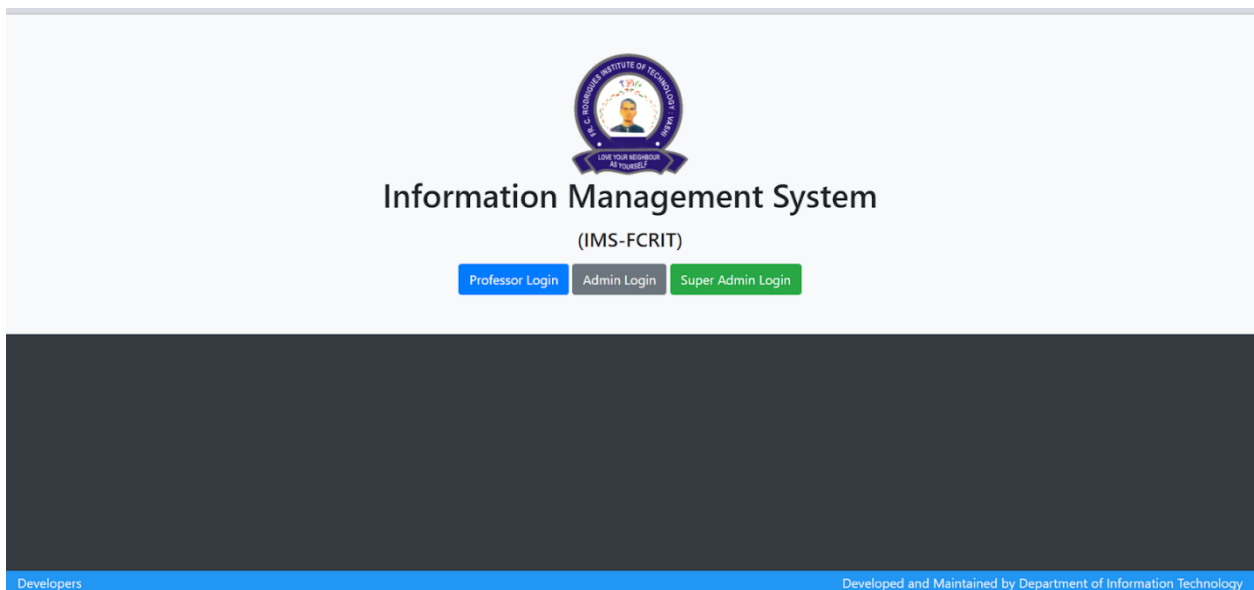 FR. C. RODRIGUES INSTITUTE OF TECHNOLOGY : VASHI
LOVE YOUR NEIGHBOUR
AS YOURSELF
Information Management System
(IMS-FCRIT)
Professor Login Admin Login Super Admin Login
Developers Developed and Maintained by Department of Information Technology